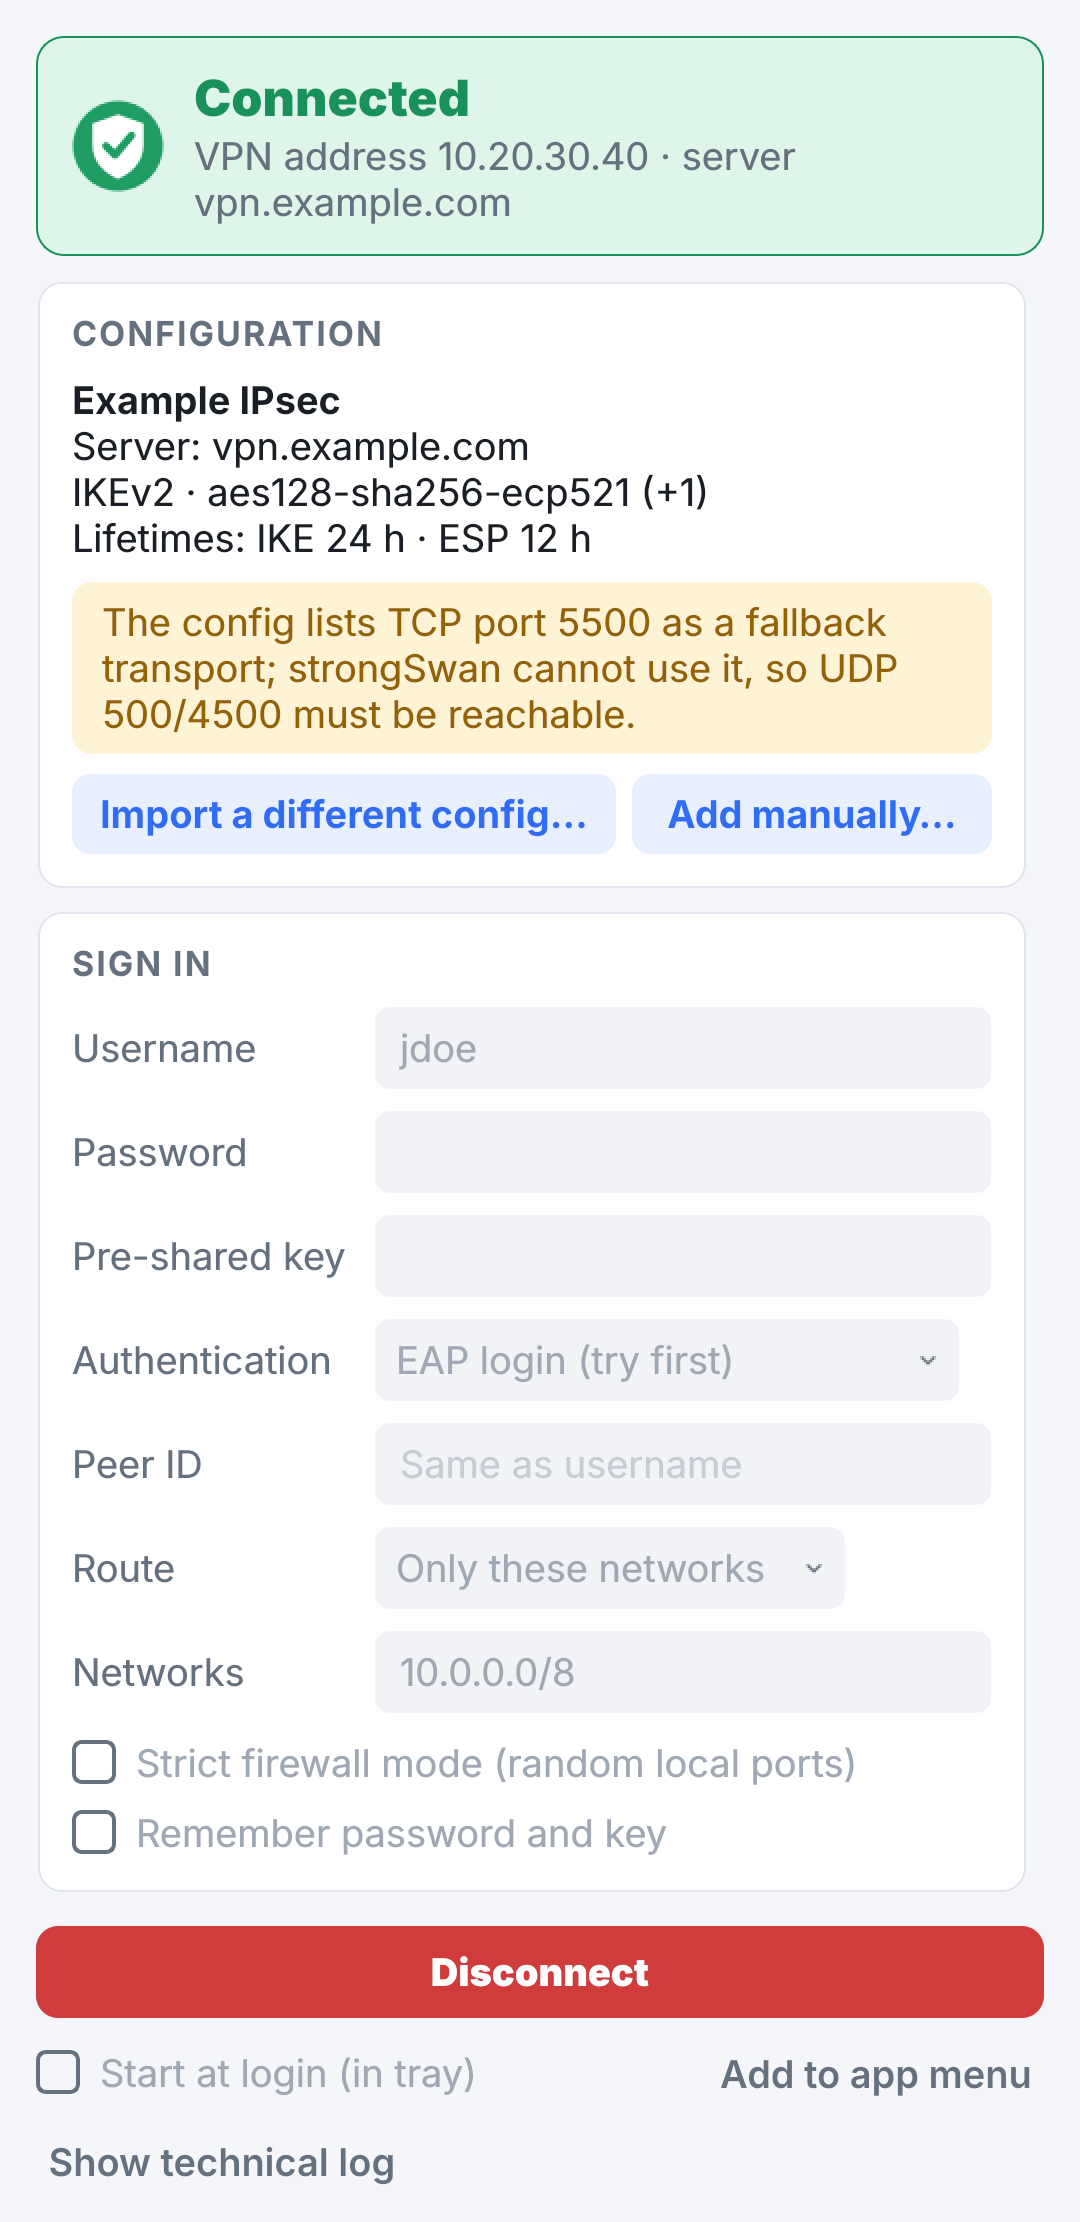 Connected
VPN address 10.20.30.40 · server
vpn.example.com
CONFIGURATION
Example IPsec
Server: vpn.example.com
IKEv2 · aes128-sha256-ecp521 (+1)
Lifetimes: IKE 24 h · ESP 12 h
The config lists TCP port 5500 as a fallback
transport; strongSwan cannot use it, so UDP
500/4500 must be reachable.
Import a different config... Add manually...
SIGN IN
Username jdoe
Password
Pre-shared key
Authentication EAP login (try first)
Peer ID Same as username
Route Only these networks
Networks 10.0.0.0/8
Strict firewall mode (random local ports)
Remember password and key
Disconnect
Start at login (in tray) Add to app menu
Show technical log